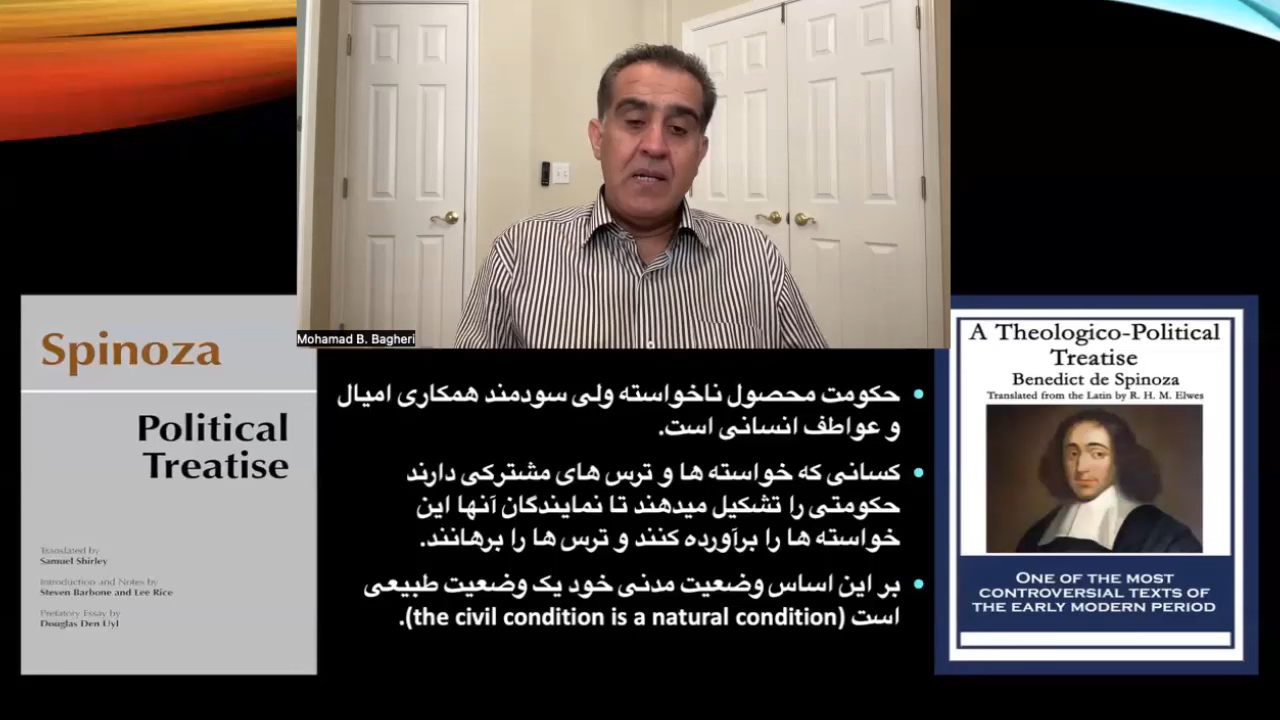 Mohamad B. Bagheri
Spinoza
Political
Treatise
Translated by
Samuel Shirley
Introduction and Notes by
Steven Barbone and Lee Rice
Prefatory Essay by
Douglas Den Uyl
حکومت محصول ناخواسته ولی سودمند همکاری امیال
و عواطف انسانی است.
کسانی که خواسته ها و ترس های مشترکی دارند
حکومتی را تشکیل میدهند تا نمایندگان آنها این
خواسته ها را برآورده کنند و ترس ها را برهانند.
بر این اساس وضعیت مدنی خود یک وضعیت طبیعی
است (the civil condition is a natural condition).
A Theologico-Political
Treatise
Benedict de Spinoza
Translated from the Latin by R. H. M. Elwes
ONE OF THE MOST
CONTROVERSIAL TEXTS OF
THE EARLY MODERN PERIOD